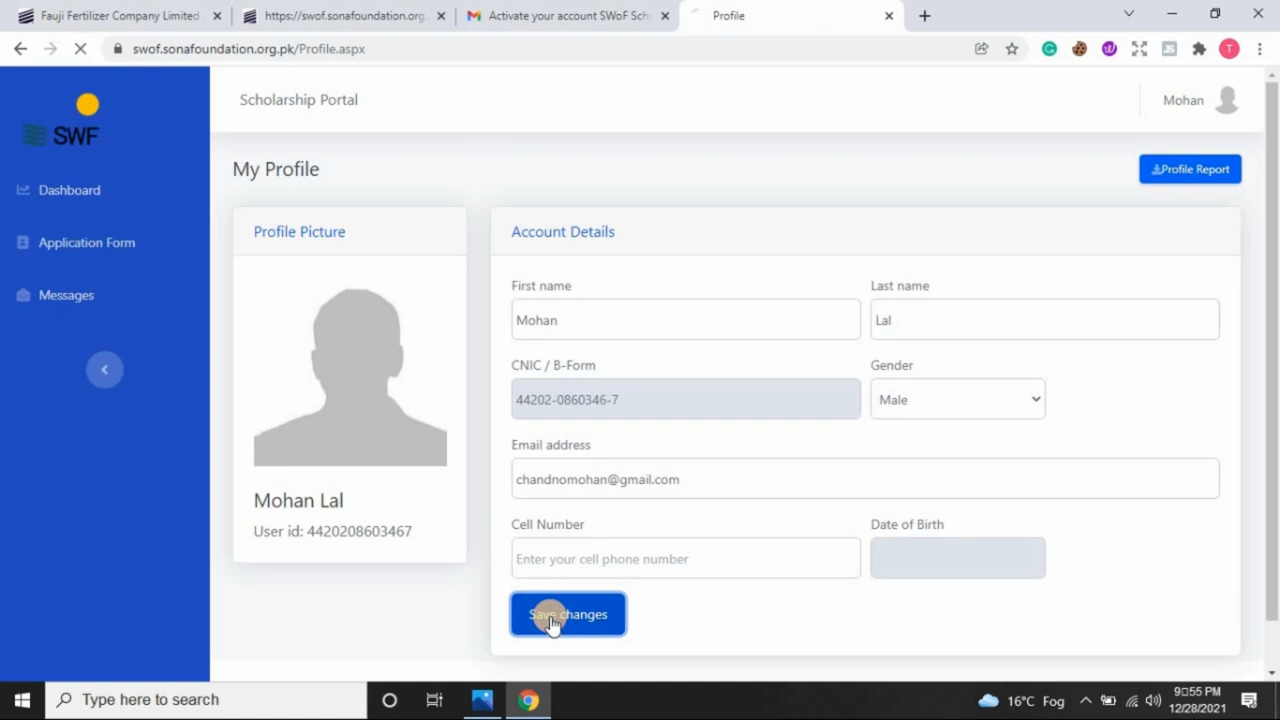 Fauji Fertilizer Company Limited
https://swof.sonafoundation.org
Activate your account SWoF Sch
Profile
swof.sonafoundation.org.pk/Profile.aspx
T
SWF
Scholarship Portal
Mohan
Dashboard
Application Form
Messages
My Profile
Profile Report
Profile Picture
Mohan Lal
User id: 4420208603467
Account Details
First name
Last name
Mohan
Lal
CNIC / B-Form
Gender
44202-0860346-7
Male
Email address
chandnomohan@gmail.com
Cell Number
Date of Birth
Enter your cell phone number
Save changes
Type here to search
16°C Fog
9:55 PM
12/28/2021